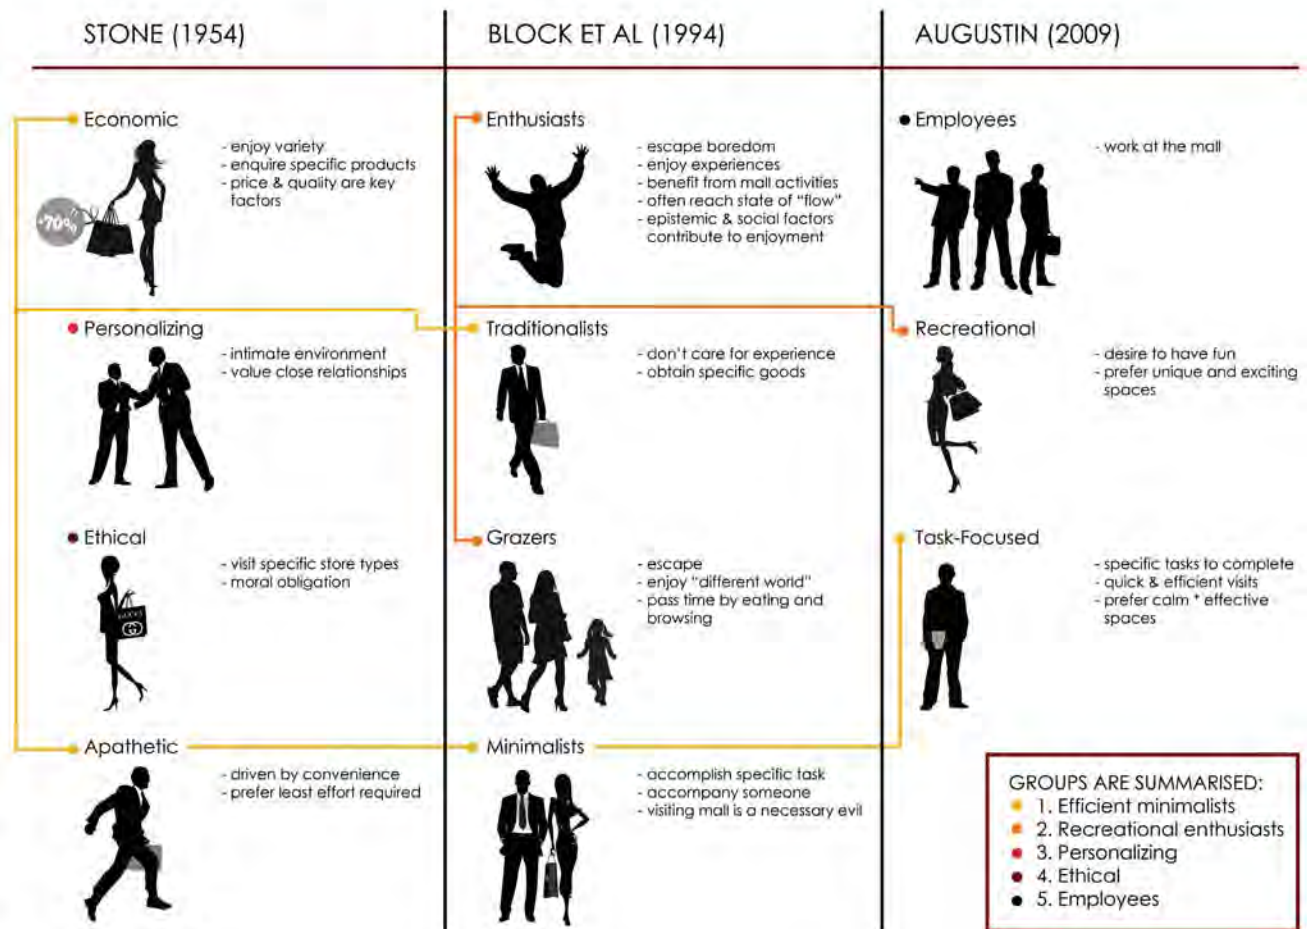 STONE (1954)
Economic
- enjoy variety
- enquire specific products
- price & quality are key
factors
-70%
Personalizing
- intimate environment
- value close relationships
Ethical
- visit specific store types
- moral obligation
GUCCI
Apathetic
- driven by convenience
- prefer least effort required
BLOCK ET AL (1994)
Enthusiasts
- escape boredom
- enjoy experiences
- benefit from mall activities
- often reach state of "flow"
- epistemic & social factors
contribute to enjoyment
Traditionalists
- don't care for experience
- obtain specific goods
Grazers
- escape
- enjoy "different world"
- pass time by eating and
browsing
Minimalists
- accomplish specific task
- accompany someone
- visiting mall is a necessary evil
AUGUSTIN (2009)
Employees
- work at the mall
Recreational
- desire to have fun
- prefer unique and exciting
spaces
Task-Focused
- specific tasks to complete
- quick & efficient visits
- prefer calm * effective
spaces
GROUPS ARE SUMMARISED:
1. Efficient minimalists
2. Recreational enthusiasts
3. Personalizing
4. Ethical
5. Employees